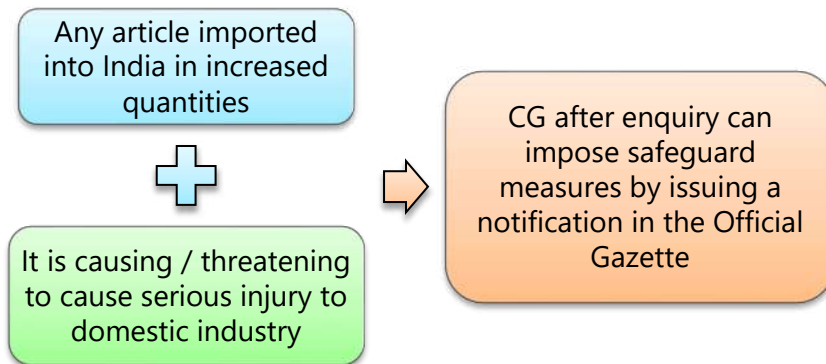 Any article imported
into India in increased
quantities
It is causing / threatening
to cause serious injury to
domestic industry
CG after enquiry can
impose safeguard
measures by issuing a
notification in the Official
Gazette